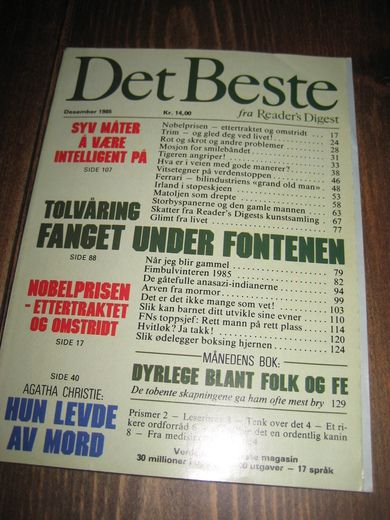 Det Beste
Desember 1985
Kr. 14,00
fra Reader's Digest
SYV MÅTER
Å VÆRE
INTELLIGENT PÅ
SIDE 107
Nobelprisen – ettertraktet og omstridt 17
Trim – og gled deg ved livet! 24
Rot og skrot og andre problemer 28
Mosjon for smilebåndet 31
Tigeren angriper! 33
Hva er i veien med gode manerer? 38
Vitsetegner på verdenstoppen 46
Ferrari – bilindustriens «grand old man» 48
Irland i støpeskjeen 53
Matoljen som drepte 58
Storbyspanerne og den gamle mannen 63
Skatter fra Reader's Digests kunstsamling 67
Glimt fra livet 77
TOLVÅRING
FANGET UNDER FONTENEN
SIDE 88
Når jeg blir gammel 79
Fimbulvinteren 1985 82
De gåtefulle anasazi-indianerne 94
Arven fra mormor 99
Det er det ikke mange som vet! 103
Slik kan barnet ditt utvikle sine evner 110
FNs toppsjef: Rett mann på rett plass 114
Hvitløk? Ja takk! 120
Slik ødelegger boksing hjernen 124
NOBELPRISEN
- ETTERTRAKTET
OG OMSTRIDT
SIDE 17
MÅNEDENS BOK:
DYRLEGE BLANT FOLK OG FE
De tobente skapningene ga ham ofte mest bry 129
SIDE 40
AGATHA CHRISTIE:
HUN LEVDE
AV MORD
Prismer 2 – 3 – Tenk over det 4 – Et ri-
kere ordforråd det en ordentlig kanin
8 – Fra
magasin
30 millioner utgaver – 17 språk